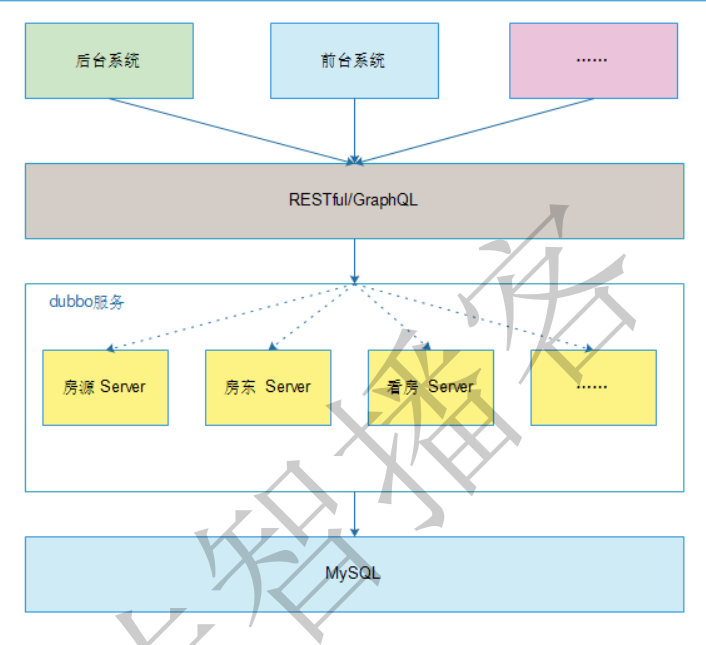 后台系统
前台系统
······
RESTful/GraphQL
dubbo服务
房源 Server
房东 Server
看房 Server
······
MySQL
智播客